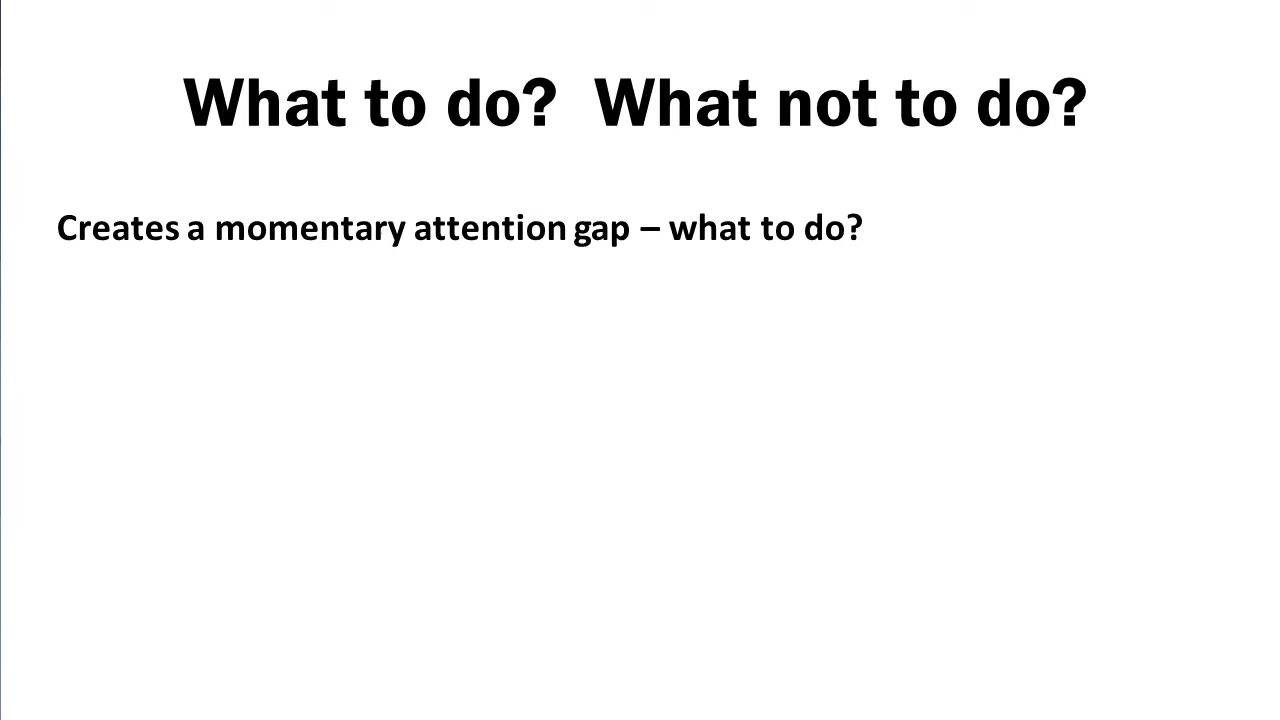 What to do?  What not to do?
Creates a momentary attention gap – what to do?